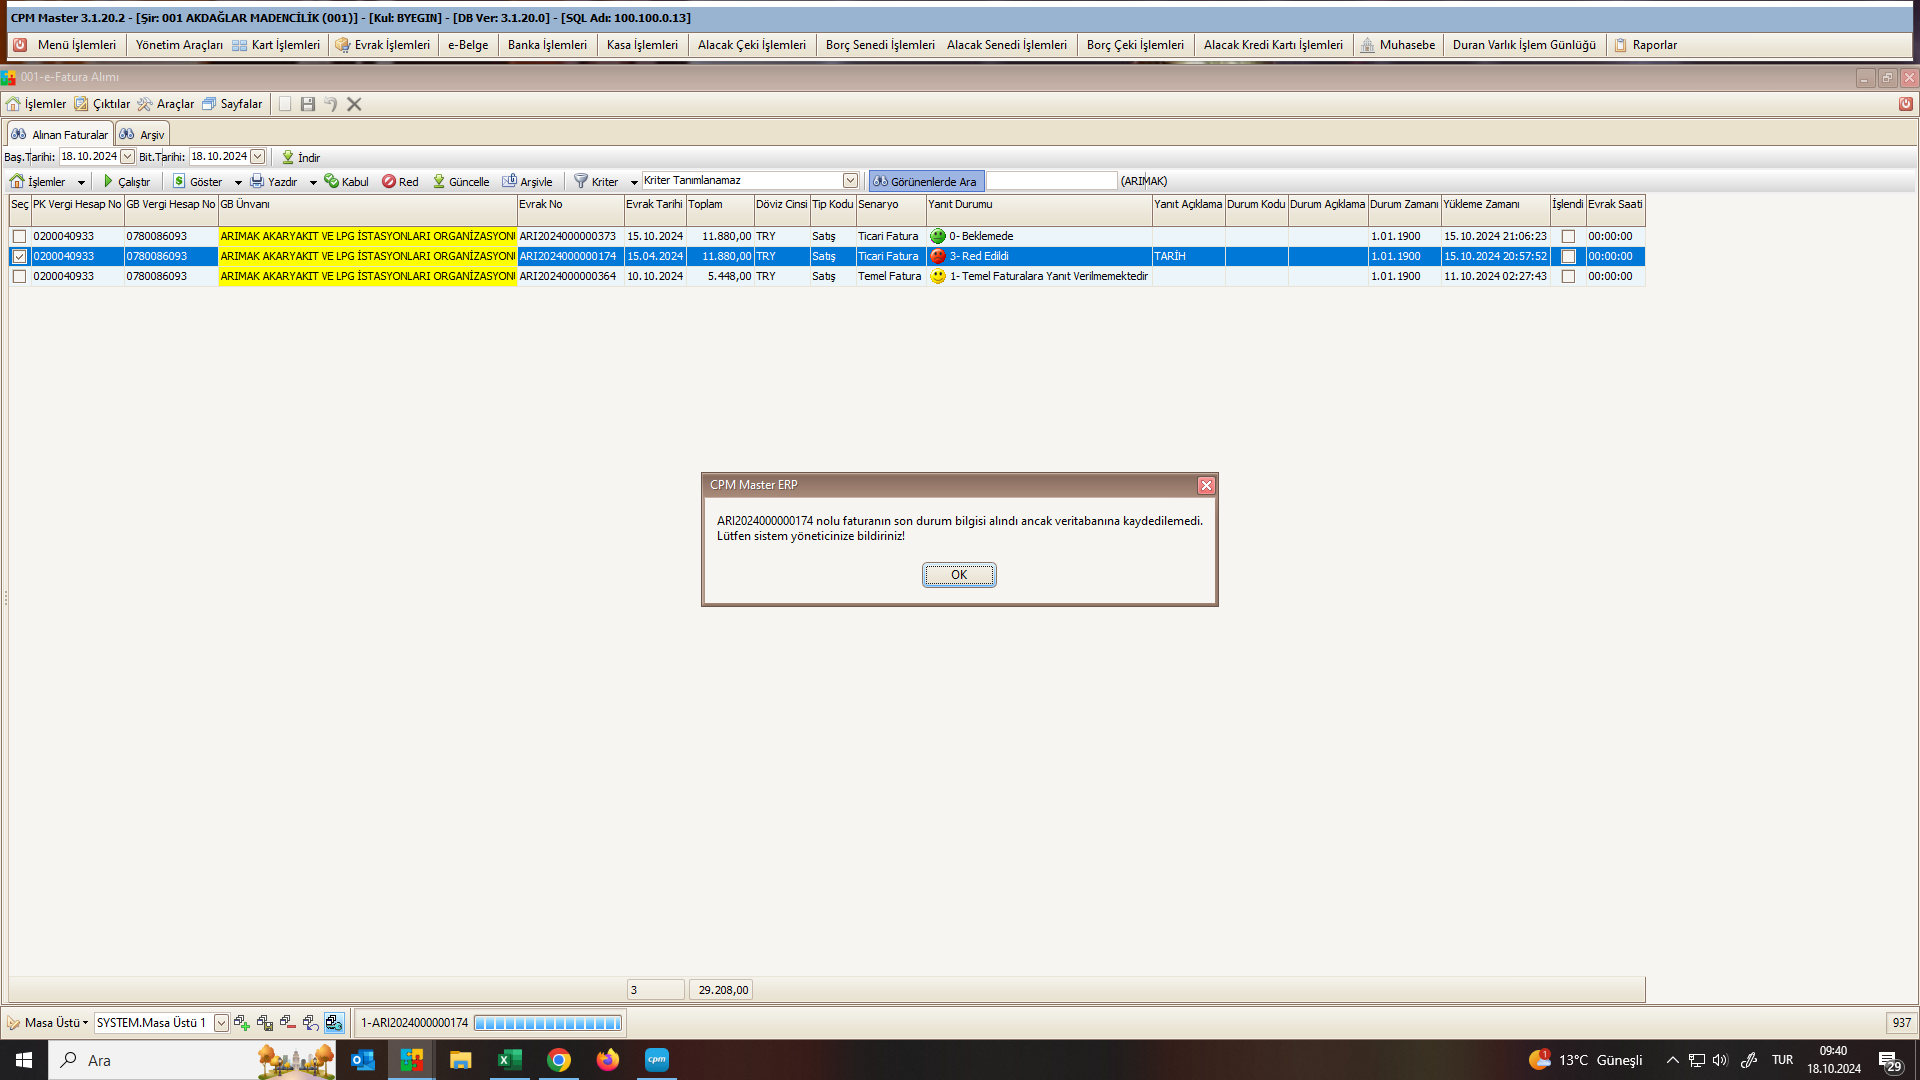 CPM Master 3.1.20.2 - [Şir: 001 AKDAĞLAR MADENCİLİK (001)] - [Kul: BYEGIN] - [DB Ver: 3.1.20.0] - [SQL Adı: 100.100.0.13]
Menü İşlemleri Yönetim Araçları Kart İşlemleri Evrak İşlemleri e-Belge Banka İşlemleri Kasa İşlemleri Alacak Çeki İşlemleri Borç Senedi İşlemleri Alacak Senedi İşlemleri Borç Çeki İşlemleri Alacak Kredi Kartı İşlemleri Muhasebe Duran Varlık İşlem Günlüğü Raporlar
001-e-Fatura Alımı
İşlemler Çıktılar Araçlar Sayfalar
Alınan Faturalar Arşiv
Baş.Tarihi: 18.10.2024 Bit.Tarihi: 18.10.2024 İndir
İşlemler Çalıştır Göster Yazdır Kabul Red Güncelle Arşivle Kriter Kriter Tanımlanamaz Görünenlerde Ara (ARIMAK)
Seç PK Vergi Hesap No GB Vergi Hesap No GB Ünvanı Evrak No Evrak Tarihi Toplam Döviz Cinsi Tip Kodu Senaryo Yanıt Durumu Yanıt Açıklama Durum Kodu Durum Açıklama Durum Zamanı Yükleme Zamanı İşlendi Evrak Saati
0200040933 0780086093 ARIMAK AKARYAKIT VE LPG İSTASYONLARI ORGANİZASYON ARI2024000000373 15.10.2024 11.880,00 TRY Satış Ticari Fatura 0- Beklemede 1.01.1900 15.10.2024 21:06:23 00:00:00
0200040933 0780086093 ARIMAK AKARYAKIT VE LPG İSTASYONLARI ORGANİZASYON ARI2024000000174 15.04.2024 11.880,00 TRY Satış Ticari Fatura 3- Red Edildi TARİH 1.01.1900 15.10.2024 20:57:52 00:00:00
0200040933 0780086093 ARIMAK AKARYAKIT VE LPG İSTASYONLARI ORGANİZASYON ARI2024000000364 10.10.2024 5.448,00 TRY Satış Temel Fatura 1- Temel Faturalara Yanıt Verilmemektedir 1.01.1900 11.10.2024 02:27:43 00:00:00
CPM Master ERP
ARI2024000000174 nolu faturanın son durum bilgisi alındı ancak veritabanına kaydedilemedi.
Lütfen sistem yöneticinize bildiriniz!
OK
3 29.208,00
Masa Üstü SYSTEM.Masa Üstü 1 1-ARI2024000000174 937
Ara cpm 1 13°C Güneşli TUR 09:40
18.10.2024 29